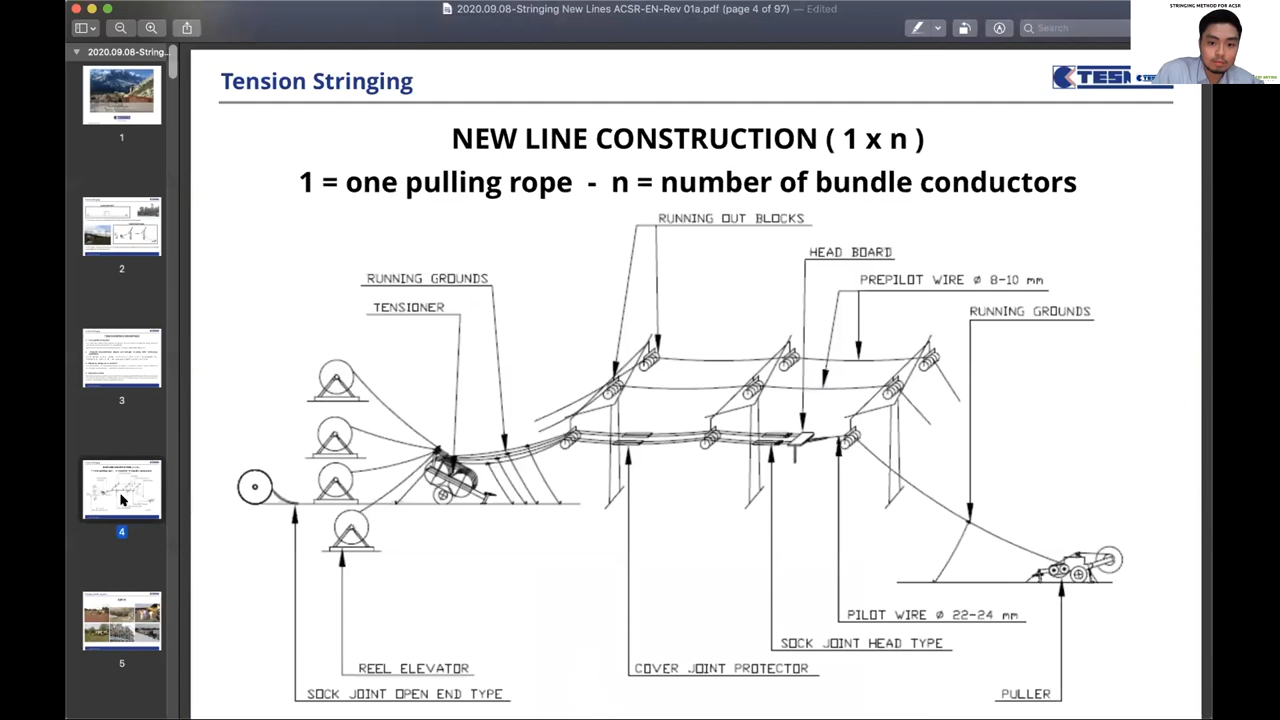 2020.09.08-Stringing New Lines ACSR-EN-Rev 01a.pdf (page 4 of 97) — Edited
STRINGING METHOD FOR ACSR
Search
2020.09.08-String...
1
2
3
4
5
Tension Stringing
NEW LINE CONSTRUCTION ( 1 x n )
1 = one pulling rope - n = number of bundle conductors
RUNNING OUT BLOCKS
HEAD BOARD
RUNNING GROUNDS
PREPILOT WIRE ø 8-10 mm
TENSIONER
RUNNING GROUNDS
PILOT WIRE ø 22-24 mm
SOCK JOINT HEAD TYPE
REEL ELEVATOR
COVER JOINT PROTECTOR
SOCK JOINT OPEN END TYPE
PULLER